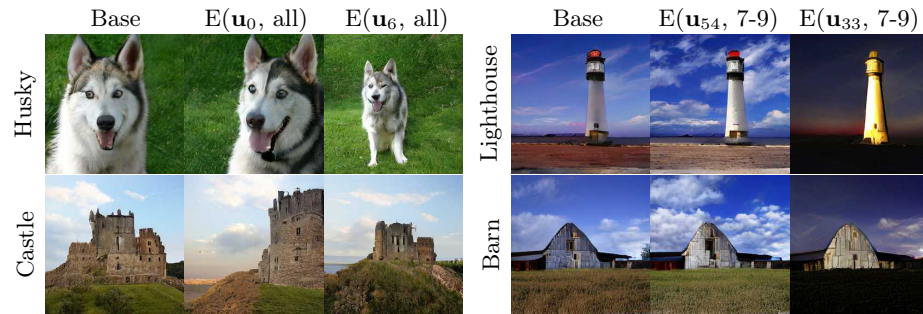 Base E(u₀, all) E(u₆, all)
Husky
Castle
Base E(u₅₄, 7-9) E(u₃₃, 7-9)
Lighthouse
Barn